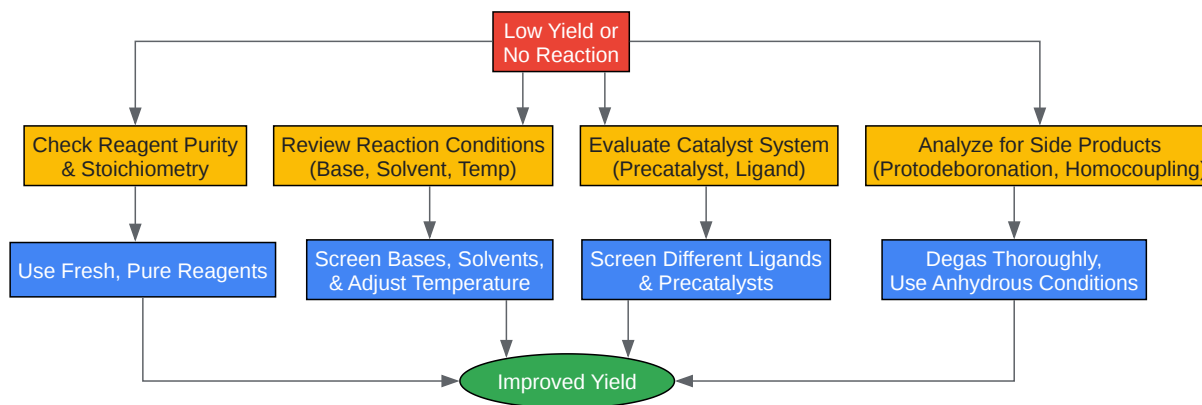 Low Yield or
No Reaction
Check Reagent Purity
& Stoichiometry
Review Reaction Conditions
(Base, Solvent, Temp)
Evaluate Catalyst System
(Precatalyst, Ligand)
Analyze for Side Products
(Protodeboronation, Homocoupling)
Use Fresh, Pure Reagents
Screen Bases, Solvents,
& Adjust Temperature
Screen Different Ligands
& Precatalysts
Degas Thoroughly,
Use Anhydrous Conditions
Improved Yield